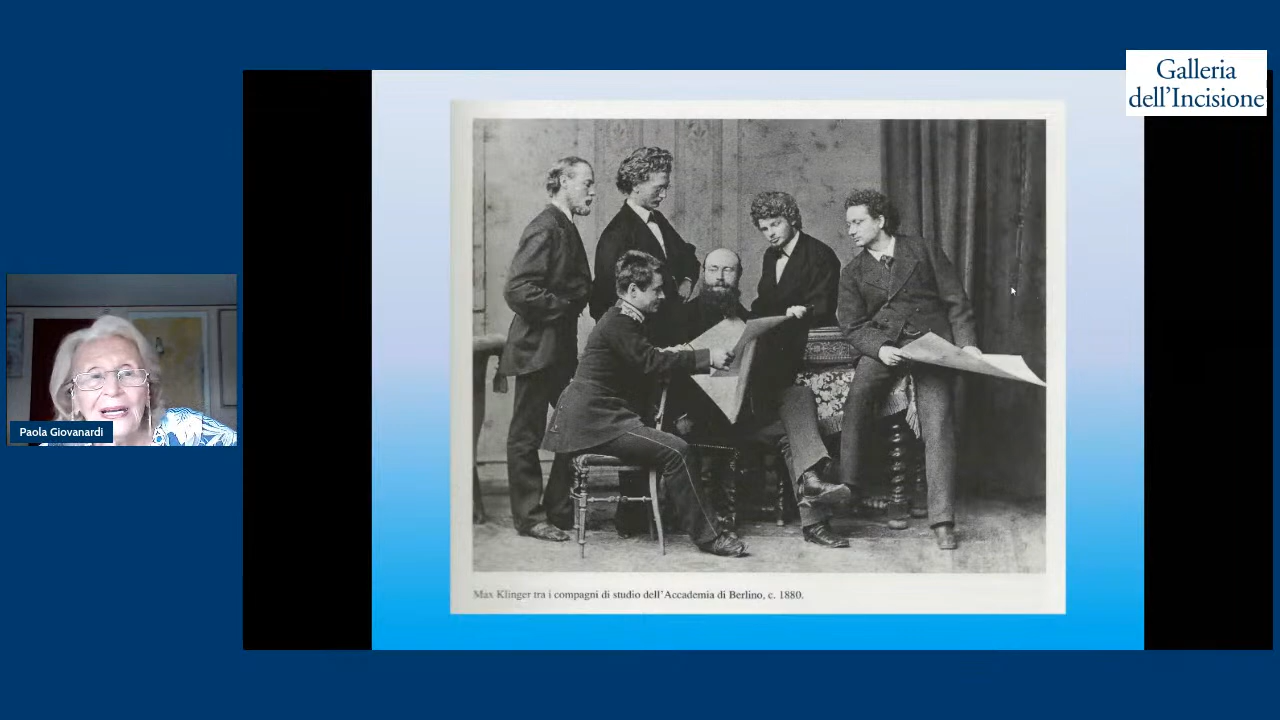 Galleria
dell'Incisione
Paola Giovanardi
Max Klinger tra i compagni di studio dell'Accademia di Berlino, c. 1880.